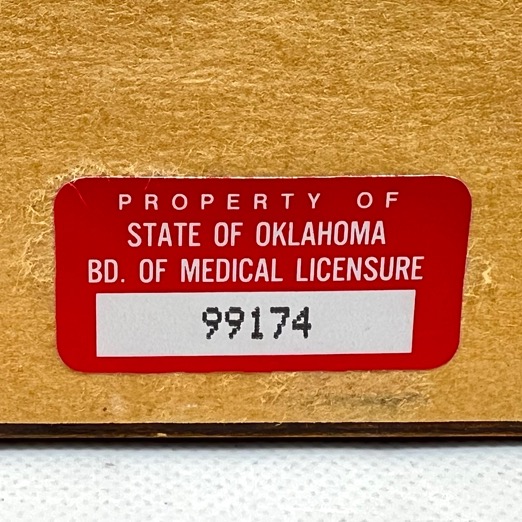 PROPERTY OF
STATE OF OKLAHOMA
BD. OF MEDICAL LICENSURE
99174